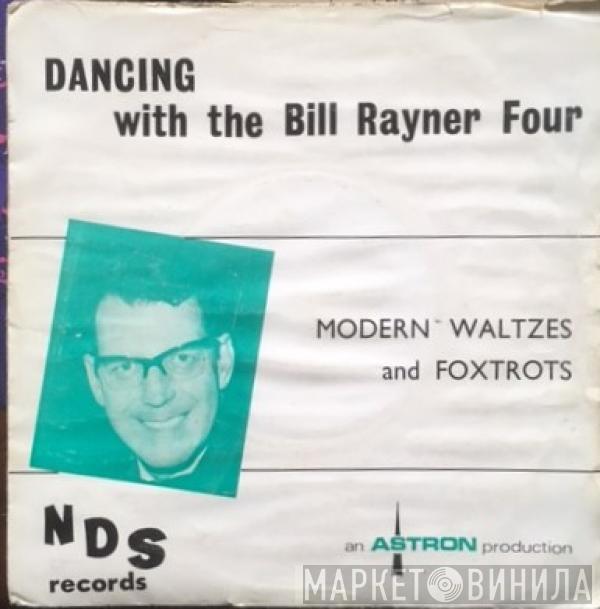 DANCING
with the Bill Rayner Four
MODERN WALTZES
and FOXTROTS
NDS
records
an ASTRON production
МАРКЕТ ВИНИЛА